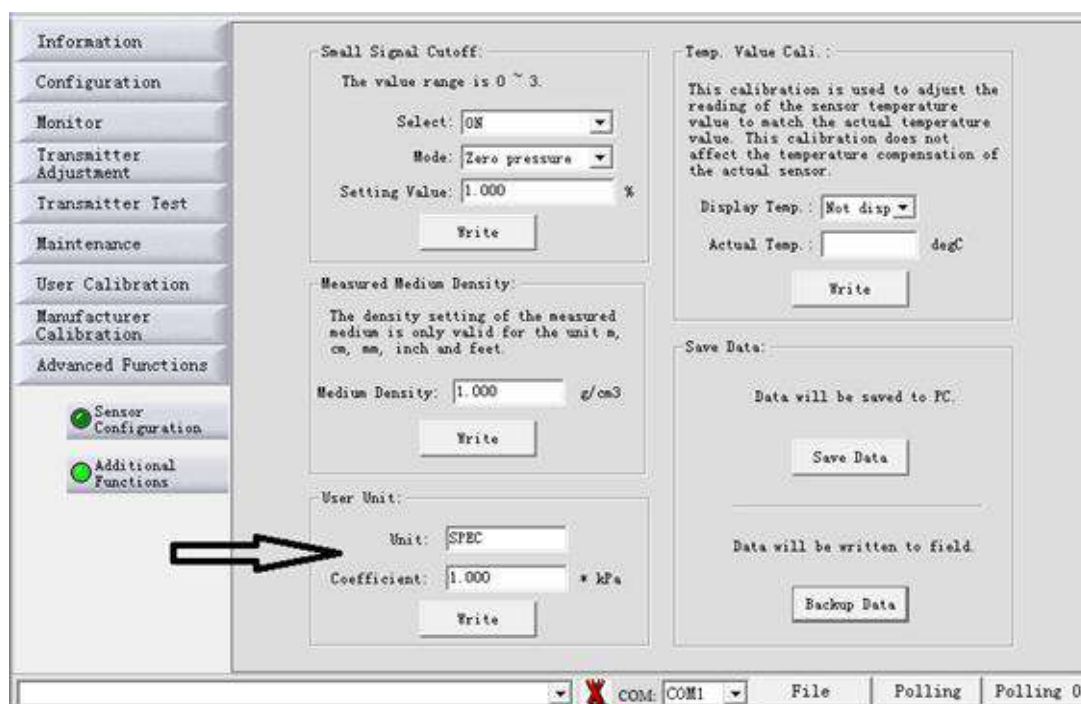 Information
Configuration
Monitor
Transmitter
Adjustment
Transmitter Test
Maintenance
User Calibration
Manufacturer
Calibration
Advanced Functions
Sensor
Configuration
Additional
Functions
Small Signal Cutoff:
The value range is 0 ~ 3.
Select: ON
Mode: Zero pressure
Setting Value: 1.000 %
Write
Measured Medium Density:
The density setting of the measured
medium is only valid for the unit m,
cm, mm, inch and feet.
Medium Density: 1.000 g/cm3
Write
User Unit:
Unit: SPEC
Coefficient: 1.000 * kPa
Write
Temp. Value Cali.:
This calibration is used to adjust the
reading of the sensor temperature
value to match the actual temperature
value. This calibration does not
affect the temperature compensation of
the actual sensor.
Display Temp.: Not disp
Actual Temp.: degC
Write
Save Data:
Data will be saved to PC.
Save Data
Data will be written to field.
Backup Data
COM: COM1 File Polling Polling 0